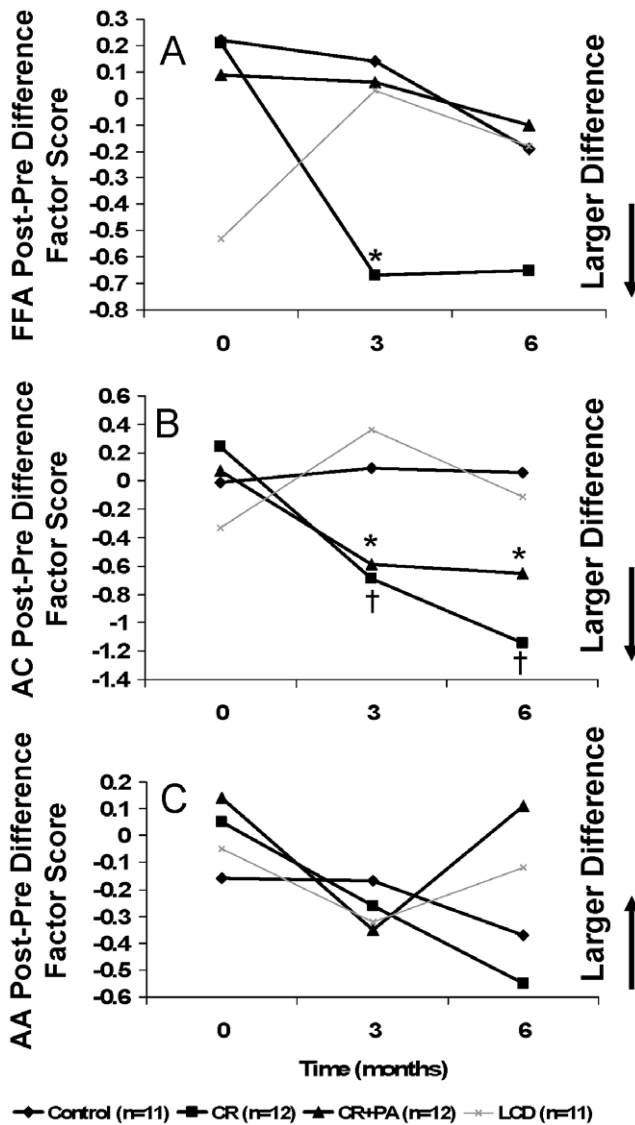 A
FFA Post-Pre Difference
Factor Score
0.3
0.2
0.1
0
-0.1
-0.2
-0.3
-0.4
-0.5
-0.6
-0.7
-0.8
*
0 3 6
Larger Difference
B
AC Post-Pre Difference
Factor Score
0.6
0.4
0.2
0
-0.2
-0.4
-0.6
-0.8
-1
-1.2
-1.4
* *
† †
0 3 6
Larger Difference
C
AA Post-Pre Difference
Factor Score
0.2
0.1
0
-0.1
-0.2
-0.3
-0.4
-0.5
-0.6
0 3 6
Larger Difference
Time (months)
Control (n=11) CR (n=12) CR+PA (n=12) LCD (n=11)